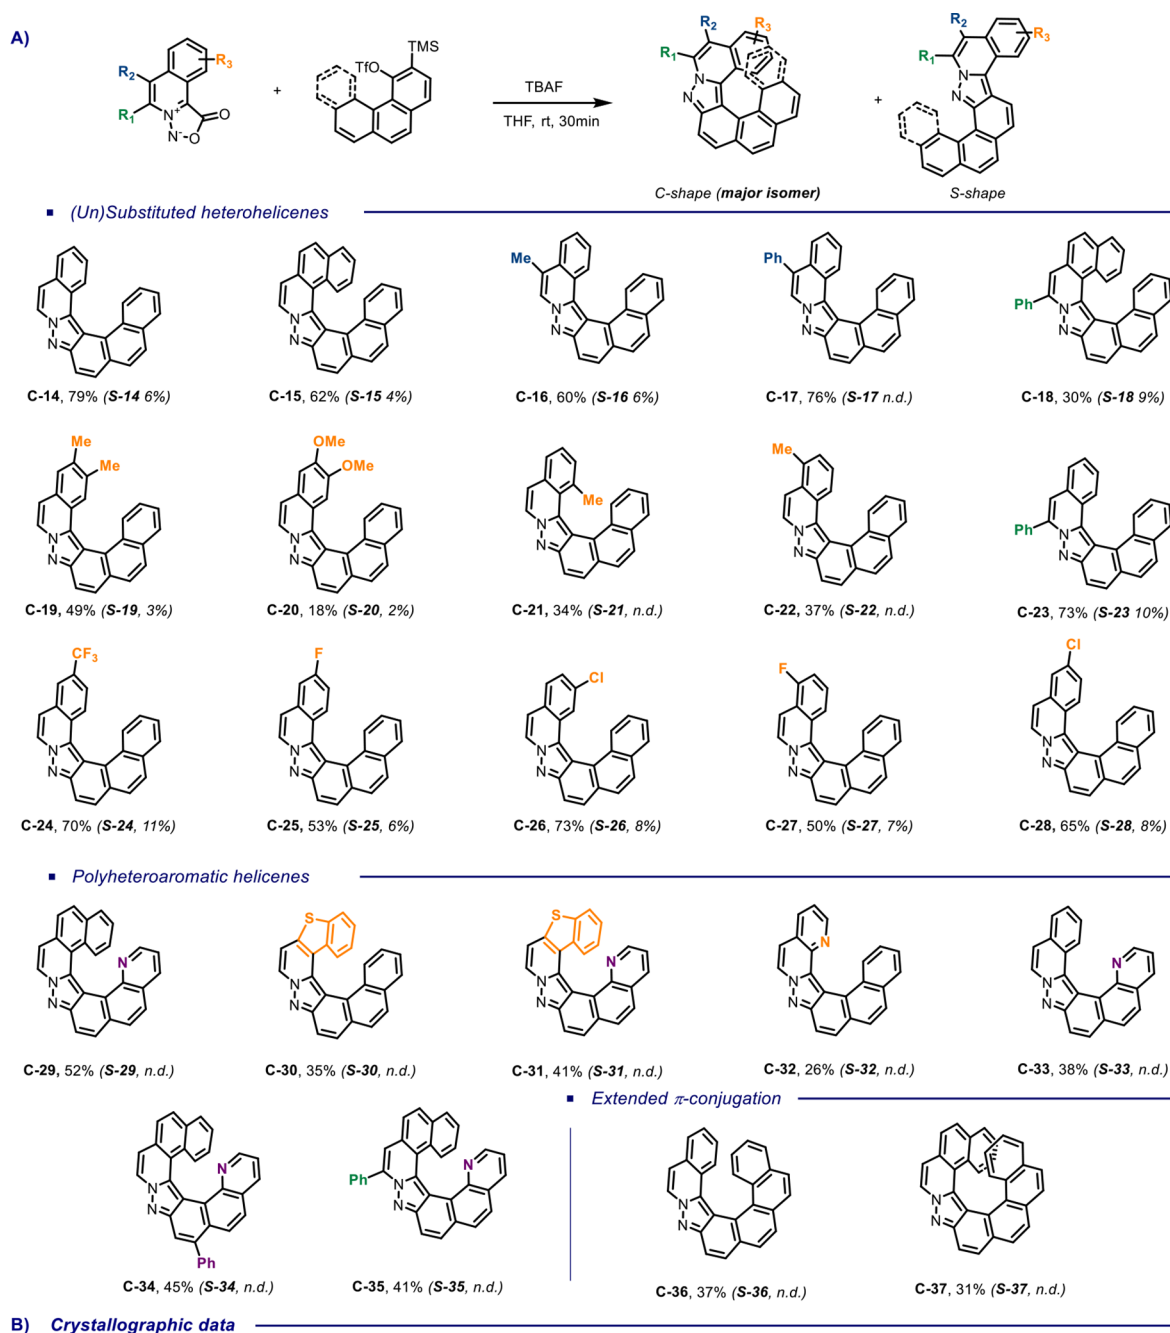 A)
R₃
R₂
R₁
N⁺
O
N⁻
O
+
TMS
TfO
TBAF
THF, rt, 30min
R₂
R₃
R₁
N
N
C-shape (major isomer)
+
R₂
R₃
R₁
N
N
S-shape
▪ (Un)Substituted heterohelicenes
N
N
N
N
Me
N
N
Ph
N
N
Ph
N
N
C-14, 79% (S-14 6%)
C-15, 62% (S-15 4%)
C-16, 60% (S-16 6%)
C-17, 76% (S-17 n.d.)
C-18, 30% (S-18 9%)
Me
Me
N
N
OMe
OMe
N
N
Me
N
N
Me
N
N
Ph
N
N
C-19, 49% (S-19, 3%)
C-20, 18% (S-20, 2%)
C-21, 34% (S-21, n.d.)
C-22, 37% (S-22, n.d.)
C-23, 73% (S-23 10%)
CF₃
N
N
F
N
N
Cl
N
N
F
N
N
Cl
N
N
C-24, 70% (S-24, 11%)
C-25, 53% (S-25, 6%)
C-26, 73% (S-26, 8%)
C-27, 50% (S-27, 7%)
C-28, 65% (S-28, 8%)
▪ Polyheteroaromatic helicenes
N
N
N
S
N
N
S
N
N
N
N
N
N
N
N
N
C-29, 52% (S-29, n.d.)
C-30, 35% (S-30, n.d.)
C-31, 41% (S-31, n.d.)
C-32, 26% (S-32, n.d.)
C-33, 38% (S-33, n.d.)
▪ Extended π-conjugation
N
N
N
Ph
Ph
N
N
N
N
N
N
N
C-34, 45% (S-34, n.d.)
C-35, 41% (S-35, n.d.)
C-36, 37% (S-36, n.d.)
C-37, 31% (S-37, n.d.)
B) Crystallographic data